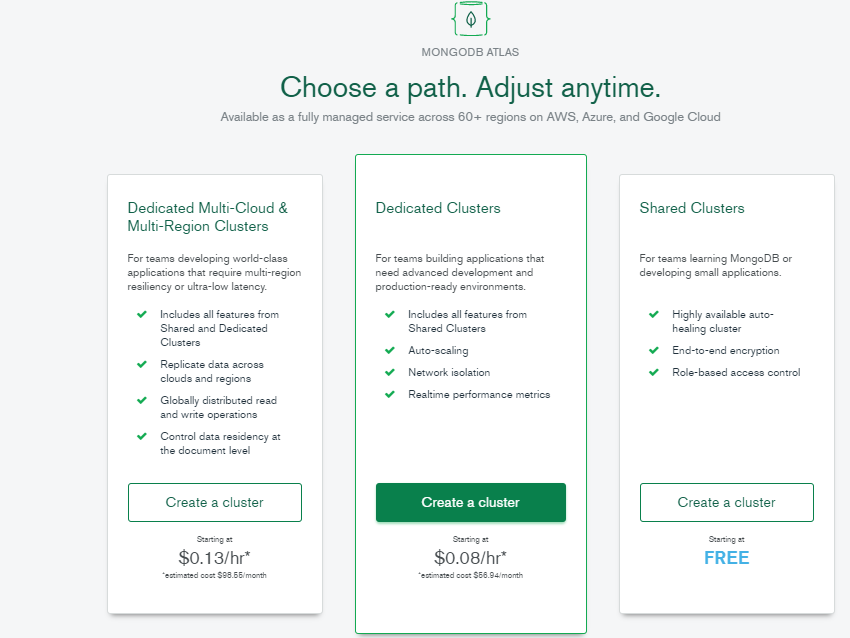 MONGODB ATLAS
Choose a path. Adjust anytime.
Available as a fully managed service across 60+ regions on AWS, Azure, and Google Cloud
Dedicated Multi-Cloud &
Multi-Region Clusters
For teams developing world-class
applications that require multi-region
resiliency or ultra-low latency.
Includes all features from
Shared and Dedicated
Clusters
Replicate data across
clouds and regions
Globally distributed read
and write operations
Control data residency at
the document level
Create a cluster
Starting at
$0.13/hr*
*estimated cost $98.55/month
Dedicated Clusters
For teams building applications that
need advanced development and
production-ready environments.
Includes all features from
Shared Clusters
Auto-scaling
Network isolation
Realtime performance metrics
Create a cluster
Starting at
$0.08/hr*
*estimated cost $56.94/month
Shared Clusters
For teams learning MongoDB or
developing small applications.
Highly available auto-
healing cluster
End-to-end encryption
Role-based access control
Create a cluster
Starting at
FREE